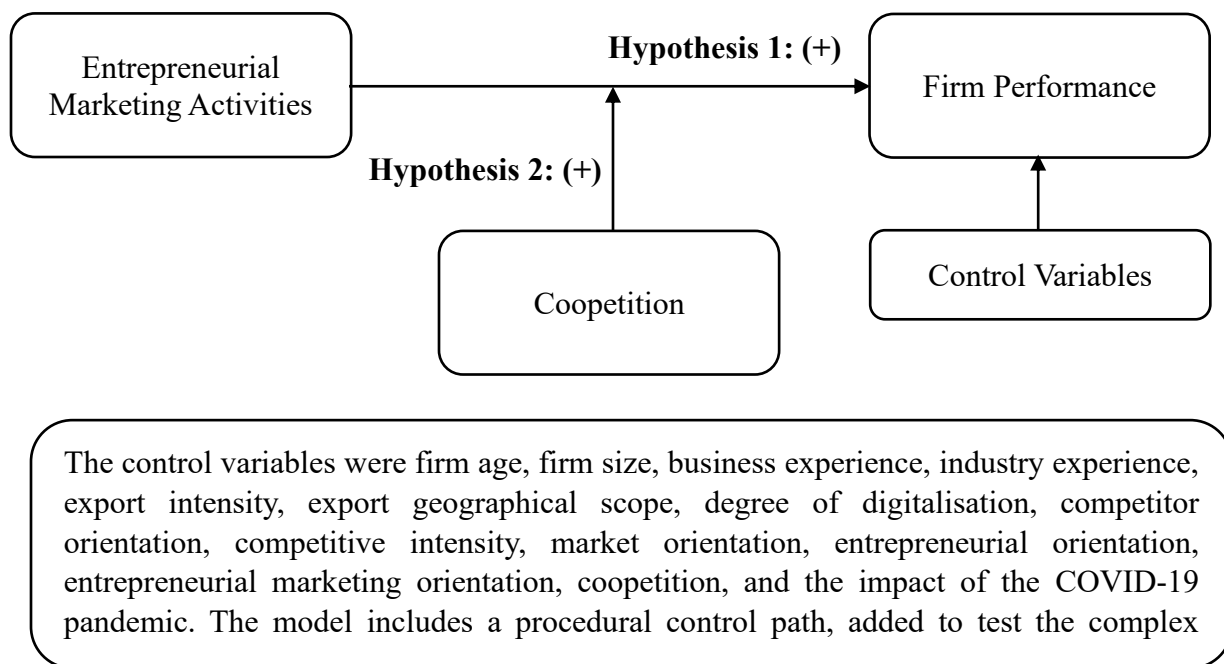 Entrepreneurial
Marketing Activities
Hypothesis 1: (+)
Firm Performance
Hypothesis 2: (+)
Coopetition
Control Variables
The control variables were firm age, firm size, business experience, industry experience,
export intensity, export geographical scope, degree of digitalisation, competitor
orientation, competitive intensity, market orientation, entrepreneurial orientation,
entrepreneurial marketing orientation, coopetition, and the impact of the COVID-19
pandemic. The model includes a procedural control path, added to test the complex